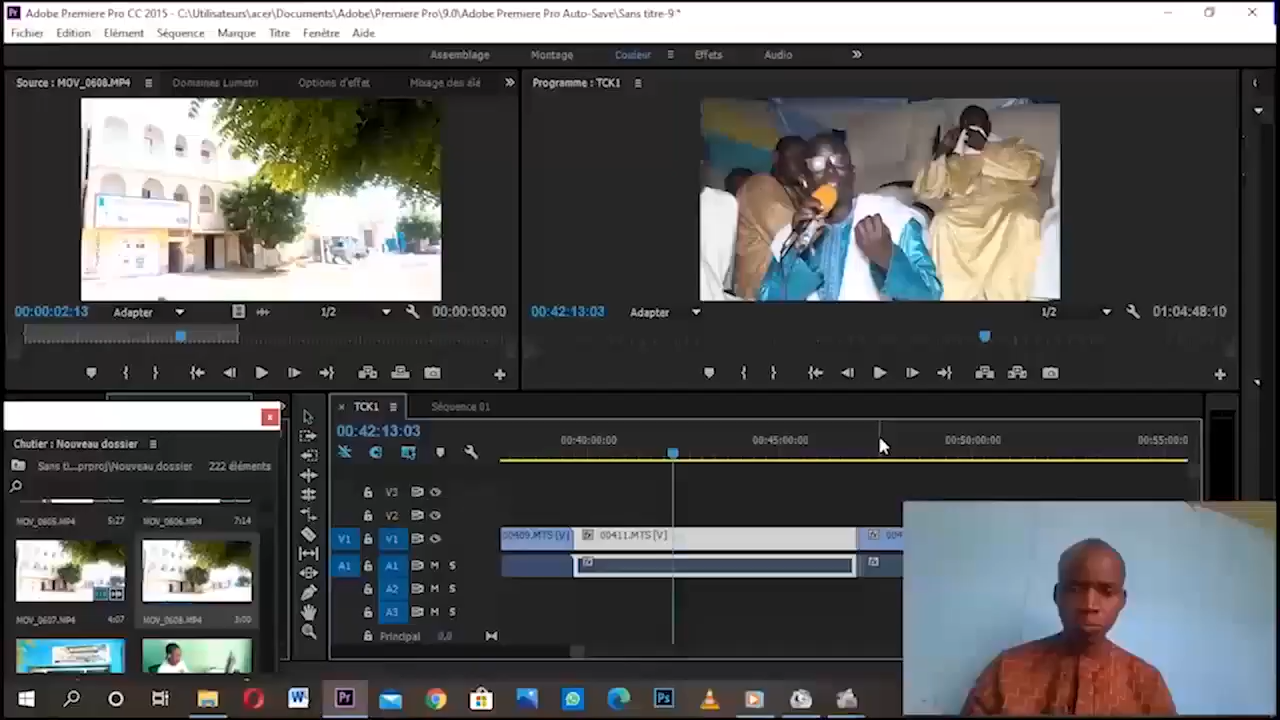 Adobe Premiere Pro CC 2015 - C:\Utilisateurs\acer\Documents\Adobe\Premiere Pro\9.0\Adobe Premiere Pro Auto-Save\Sans titre-9 *
Fichier Edition Elément Séquence Marque Titre Fenêtre Aide
Assemblage Montage Couleur Effets Audio
Source : MOV_0608.MP4 Domaines Lumetri Options d'effet Mixage des élé
Programme : TCK1
00:00:02:13 Adapter 1/2 00:00:03:00
00:42:13:03 Adapter 1/2 01:04:48:10
TCK1 Séquence 01
00:42:13:03
00:40:00:00 00:45:00:00 00:50:00:00 00:55:00:0
Chutier : Nouveau dossier
Sans ti...prproj\Nouveau dossier 222 éléments
MOV_0605.MP4 5:27 MOV_0606.MP4 7:14
MOV_0607.MP4 4:07 MOV_0608.MP4 3:00
V3
V2
V1 V1 00409.MTS [V] 00411.MTS [V] 004
A1 A1 M S
A2 M S
A3 M S
Principal 0,0